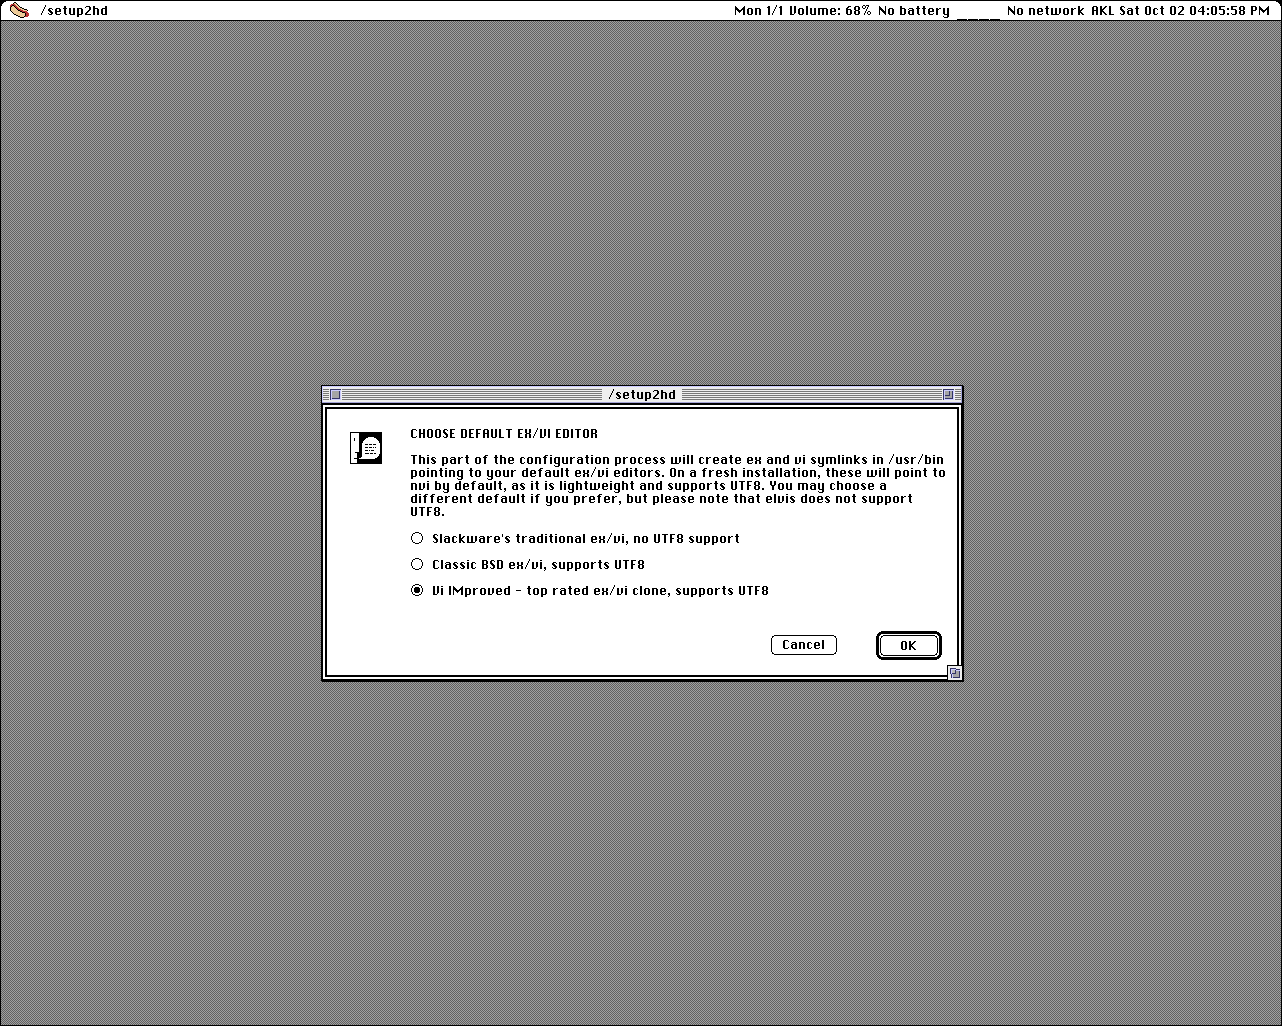 /setup2hd
Mon 1/1 Volume: 68% No battery ____ No network AKL Sat Oct 02 04:05:58 PM
/setup2hd
CHOOSE DEFAULT EX/VI EDITOR
This part of the configuration process will create ex and vi symlinks in /usr/bin
pointing to your default ex/vi editors. On a fresh installation, these will point to
nvi by default, as it is lightweight and supports UTF8. You may choose a
different default if you prefer, but please note that elvis does not support
UTF8.
Slackware's traditional ex/vi, no UTF8 support
Classic BSD ex/vi, supports UTF8
Vi IMproved - top rated ex/vi clone, supports UTF8
Cancel
OK